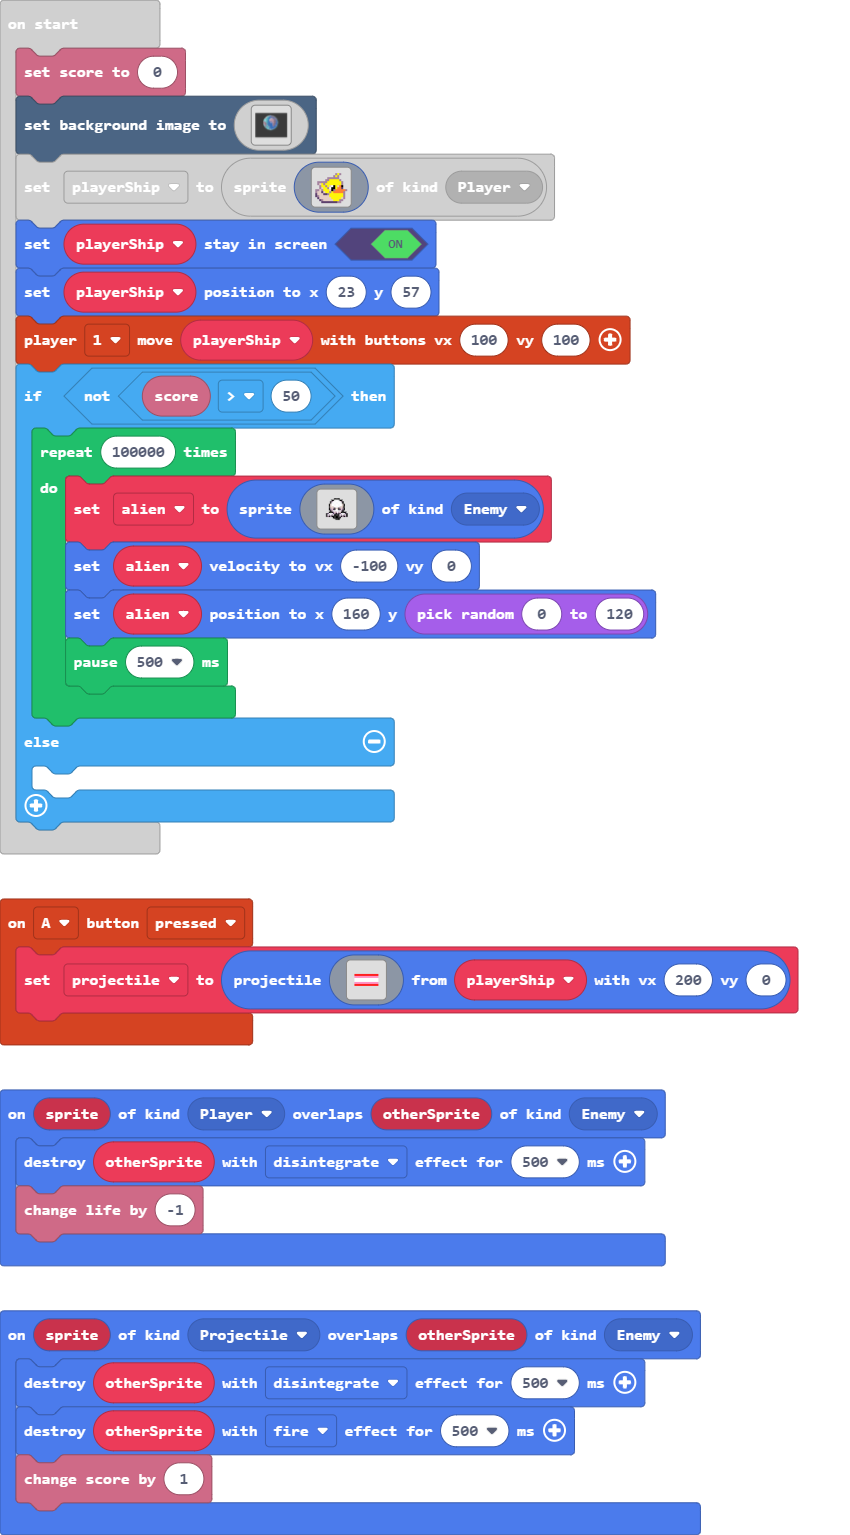 on start
set score to 0
set background image to
set playerShip to sprite of kind Player
set playerShip stay in screen ON
set playerShip position to x 23 y 57
player 1 move playerShip with buttons vx 100 vy 100
if not score > 50 then
repeat 100000 times
do
set alien to sprite of kind Enemy
set alien velocity to vx -100 vy 0
set alien position to x 160 y pick random 0 to 120
pause 500 ms
else
on A button pressed
set projectile to projectile from playerShip with vx 200 vy 0
on sprite of kind Player overlaps otherSprite of kind Enemy
destroy otherSprite with disintegrate effect for 500 ms
change life by -1
on sprite of kind Projectile overlaps otherSprite of kind Enemy
destroy otherSprite with disintegrate effect for 500 ms
destroy otherSprite with fire effect for 500 ms
change score by 1